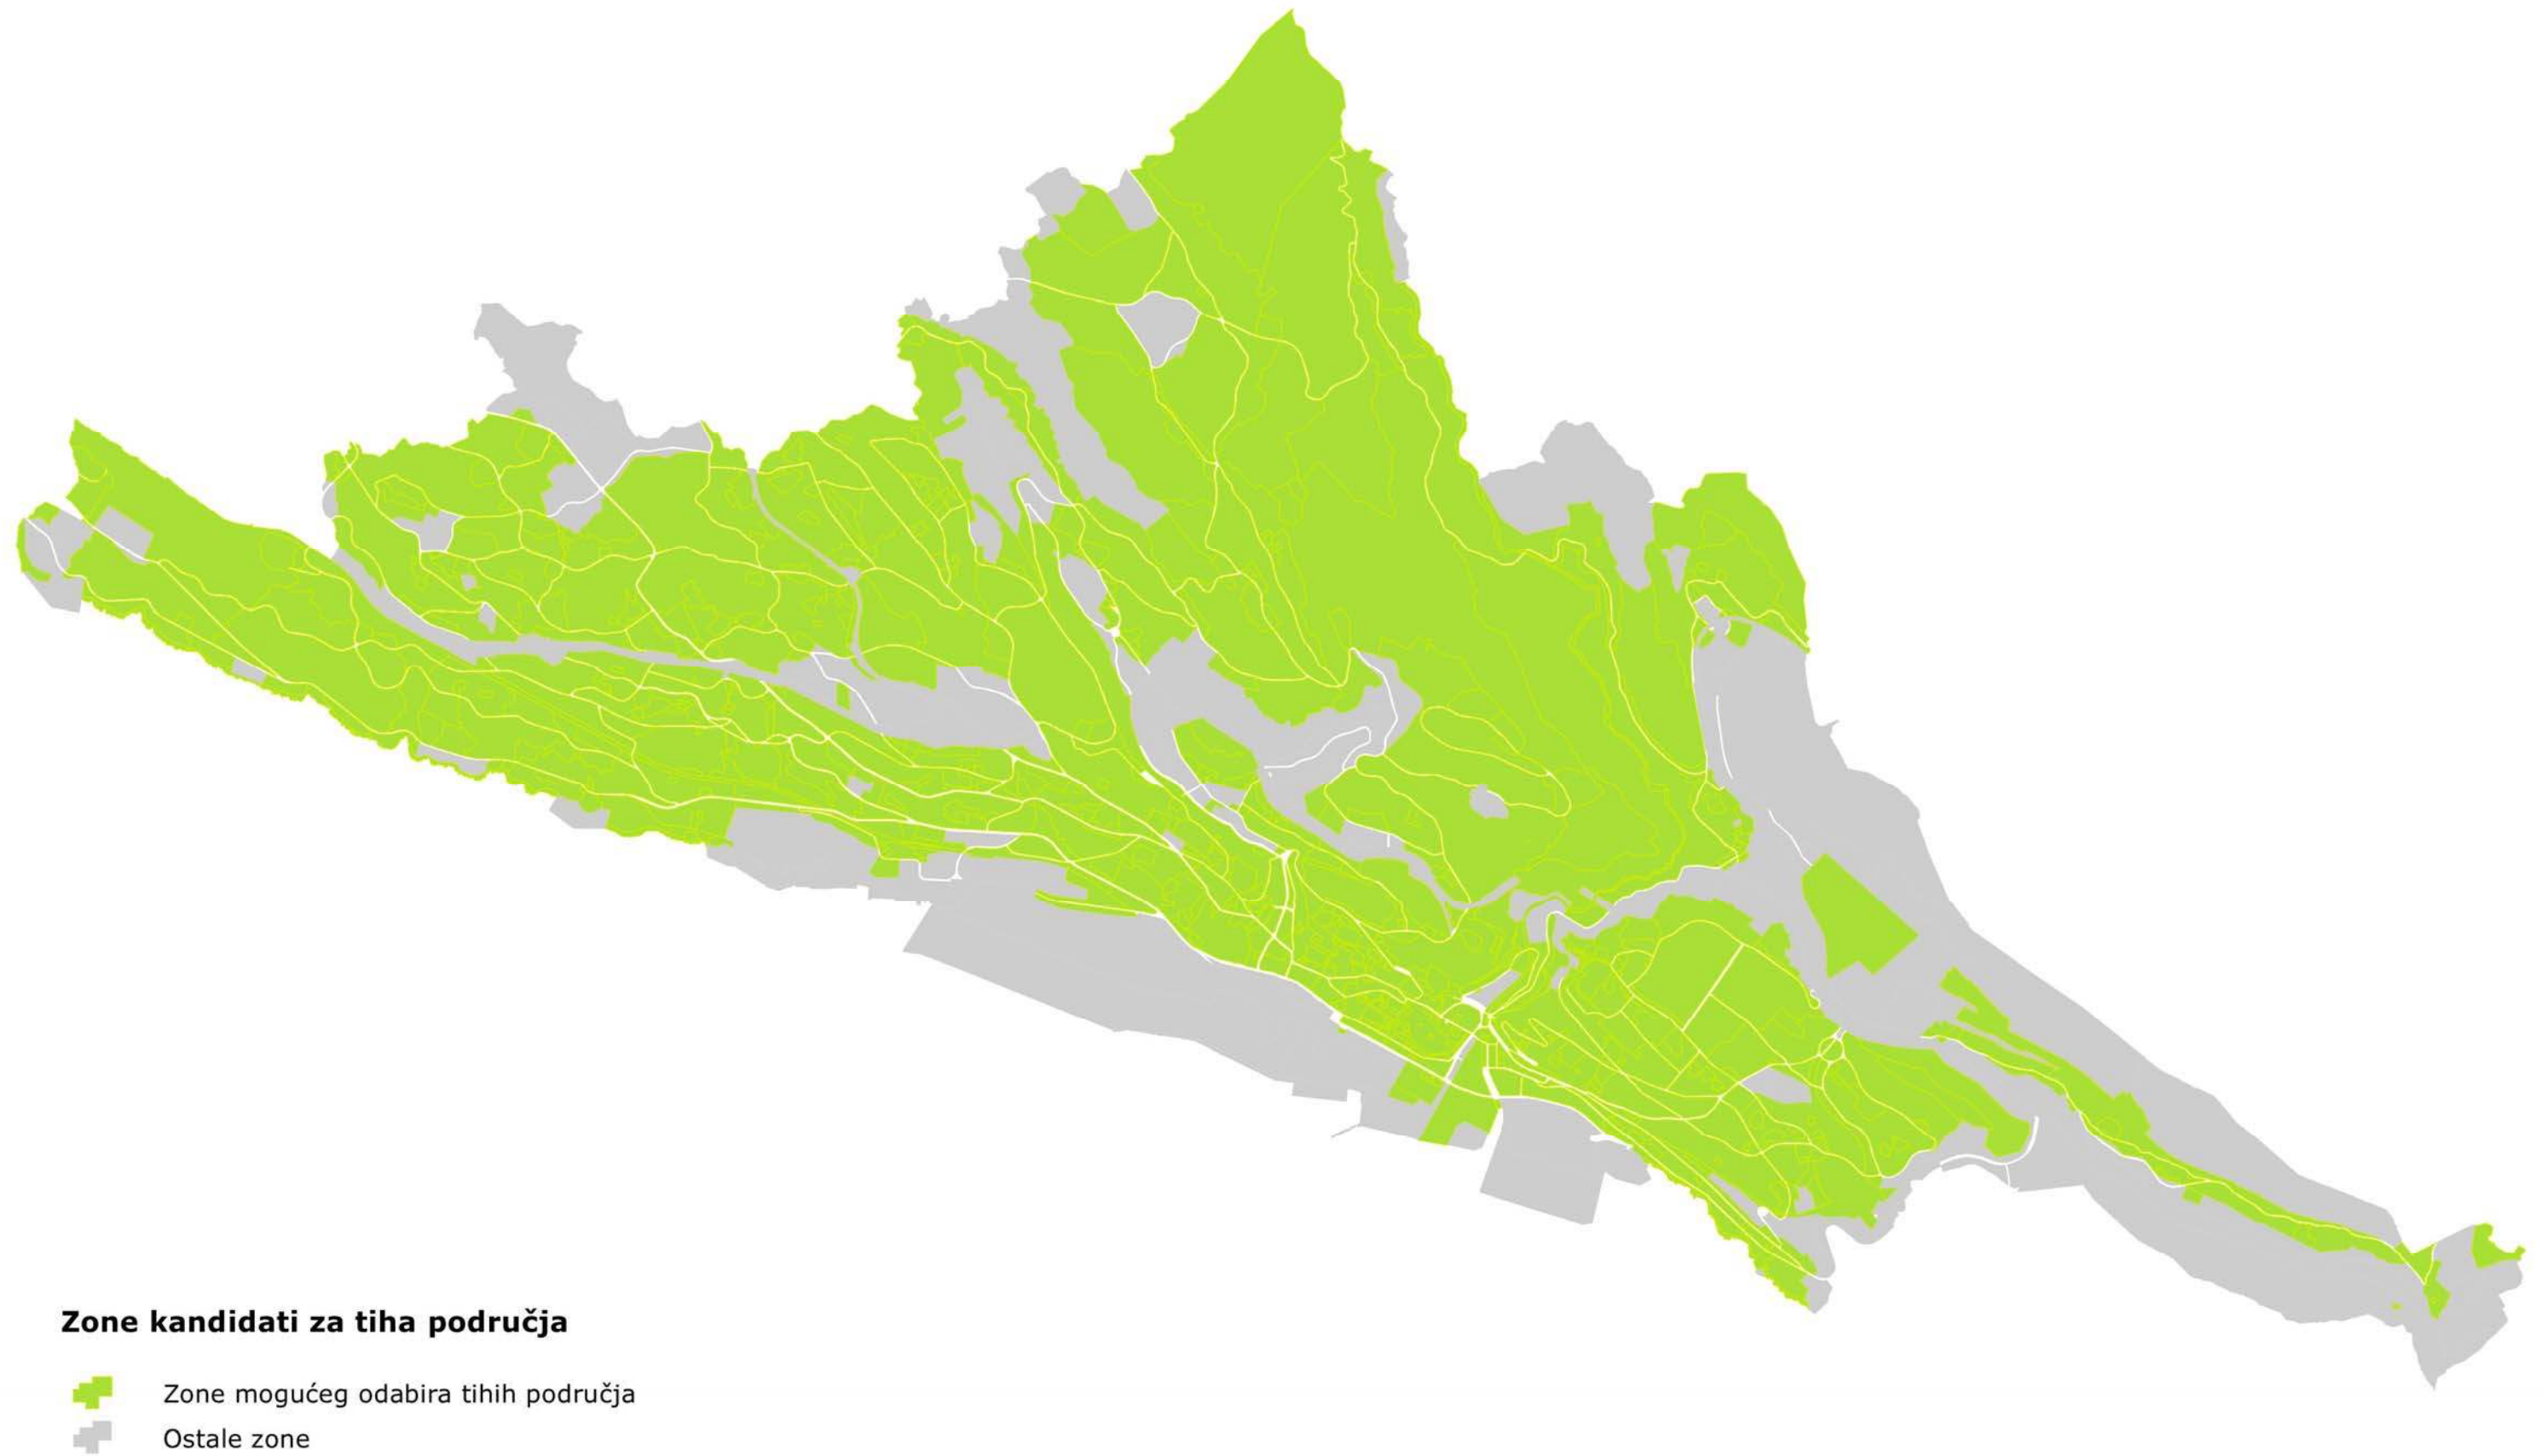 Zone kandidati za tiha područja
Zone mogućeg odabira tihih područja
Ostale zone